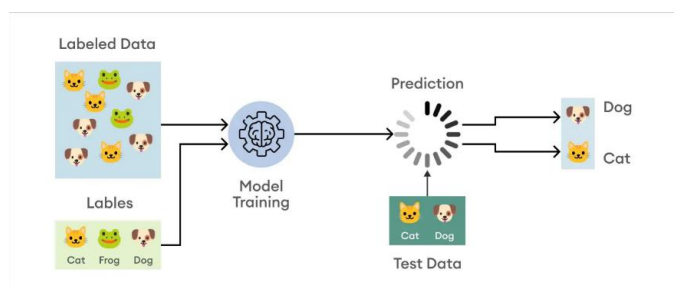 Labeled Data
Lables
Cat Frog Dog
Model
Training
Prediction
Cat Dog
Test Data
Dog
Cat